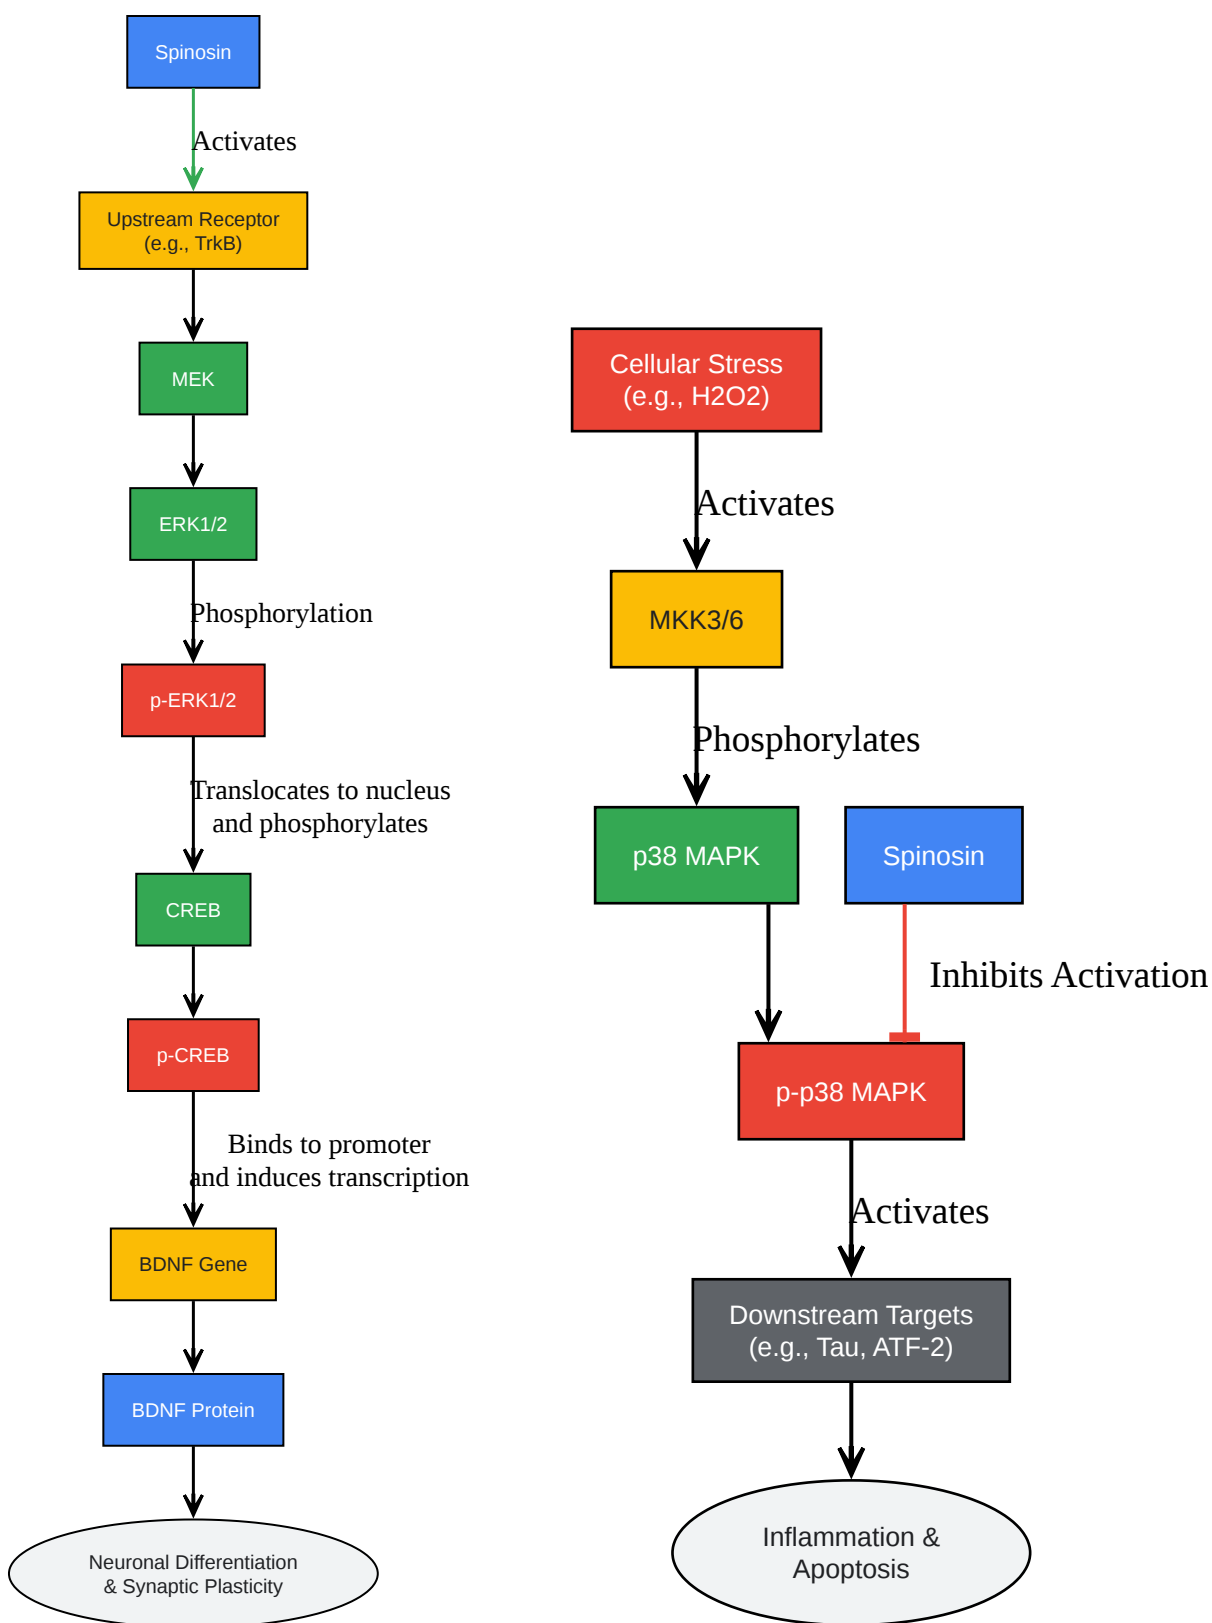 Spinosin
Activates
Upstream Receptor
(e.g., TrkB)
MEK
ERK1/2
Phosphorylation
p-ERK1/2
Translocates to nucleus
and phosphorylates
CREB
p-CREB
Binds to promoter
and induces transcription
BDNF Gene
BDNF Protein
Neuronal Differentiation
& Synaptic Plasticity
Cellular Stress
(e.g., H2O2)
Activates
MKK3/6
Phosphorylates
p38 MAPK
Spinosin
Inhibits Activation
p-p38 MAPK
Activates
Downstream Targets
(e.g., Tau, ATF-2)
Inflammation &
Apoptosis